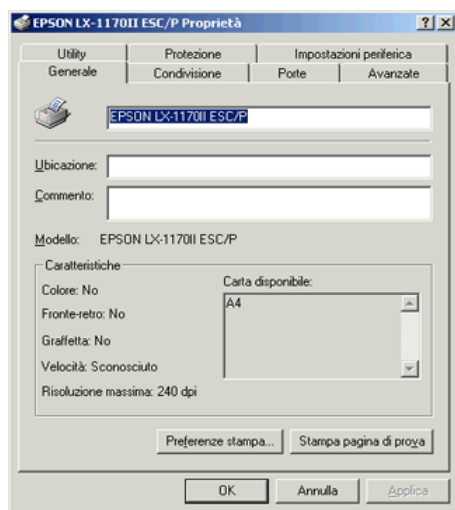 EPSON LX-1170II ESC/P Proprietà
Utility Protezione Impostazioni periferica
Generale Condivisione Porte Avanzate
EPSON LX-1170II ESC/P
Ubicazione:
Commento:
Modello: EPSON LX-1170II ESC/P
Caratteristiche
Colore: No
Carta disponibile:
A4
Fronte-retro: No
Graffetta: No
Velocità: Sconosciuto
Risoluzione massima: 240 dpi
Preferenze stampa... Stampa pagina di prova
OK Annulla Applica